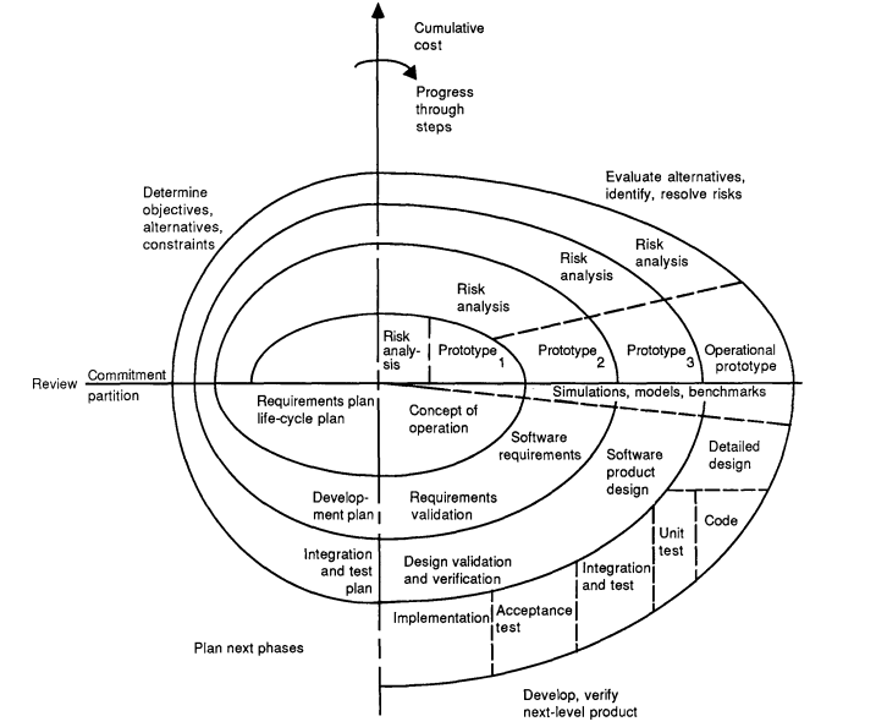 Cumulative
cost
Progress
through
steps
Evaluate alternatives,
identify, resolve risks
Determine
objectives,
alternatives,
constraints
Risk
analysis
Risk
analysis
Risk
analysis
Risk
analy-
sis
Prototype 1
Prototype 2
Prototype 3
Operational
prototype
Review
Commitment
partition
Simulations, models, benchmarks
Requirements plan
life-cycle plan
Concept of
operation
Software
requirements
Software
product
design
Detailed
design
Develop-
ment plan
Requirements
validation
Code
Unit
test
Integration
and test
plan
Design validation
and verification
Integration
and test
Acceptance
test
Implementation
Plan next phases
Develop, verify
next-level product